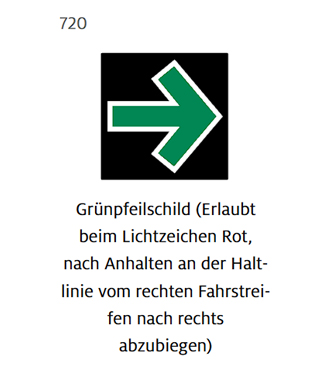 720
Grünpfeilschild (Erlaubt
beim Lichtzeichen Rot,
nach Anhalten an der Halt-
linie vom rechten Fahrstrei-
fen nach rechts
abzubiegen)